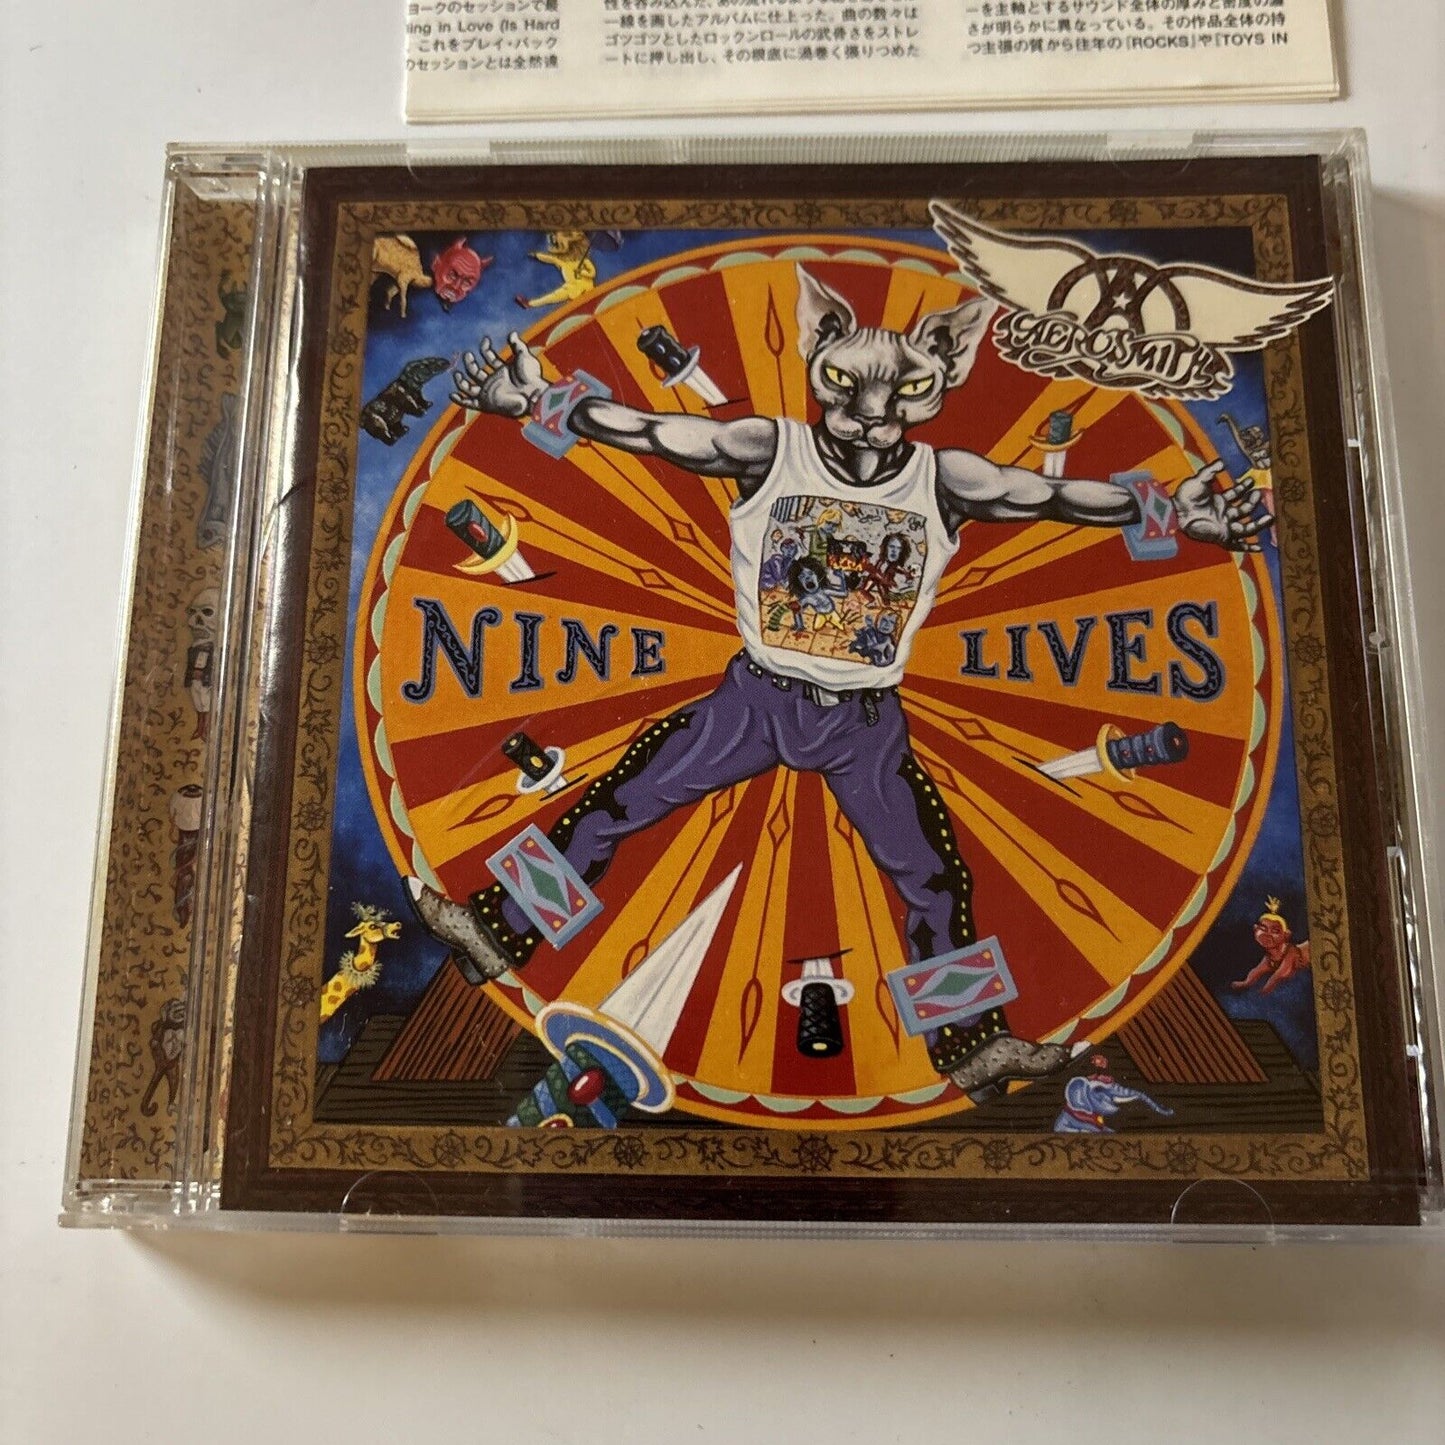 ヨークのセッションで最
ing in Love (Is Hard
これをプレイ・バック
のセッションとは全然違
一線を画したアルバムに仕上った。曲の数々は
ゴツゴツとしたロックンロールの武骨さをストレ
ートに押し出し、その根底に渦巻く張りつめた
ーを主軸とするサウンド全体の厚みと密度の濃
さが明らかに異なっている。その作品全体の持
つ主張の質から往年の『ROCKS』や『TOYS IN
AEROSMITH
NINE LIVES